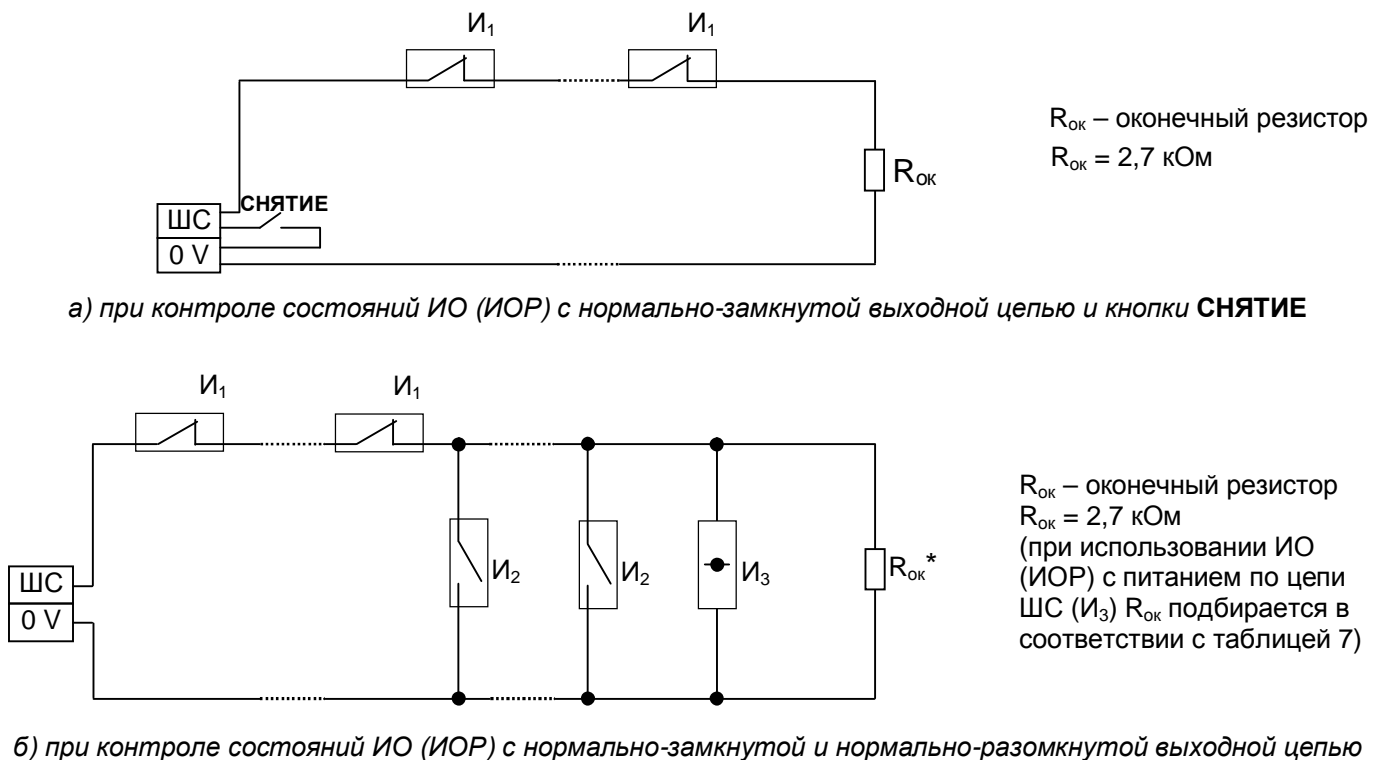 И₁ И₁
Rок – оконечный резистор
Rок = 2,7 кОм
Rок
СНЯТИЕ
ШС
0 V
а) при контроле состояний ИО (ИОР) с нормально-замкнутой выходной цепью и кнопки СНЯТИЕ
И₁ И₁
Rок – оконечный резистор
Rок = 2,7 кОм
(при использовании ИО
(ИОР) с питанием по цепи
ШС (И₃) Rок подбирается в
соответствии с таблицей 7)
И₂ И₂ И₃ Rок*
ШС
0 V
б) при контроле состояний ИО (ИОР) с нормально-замкнутой и нормально-разомкнутой выходной цепью